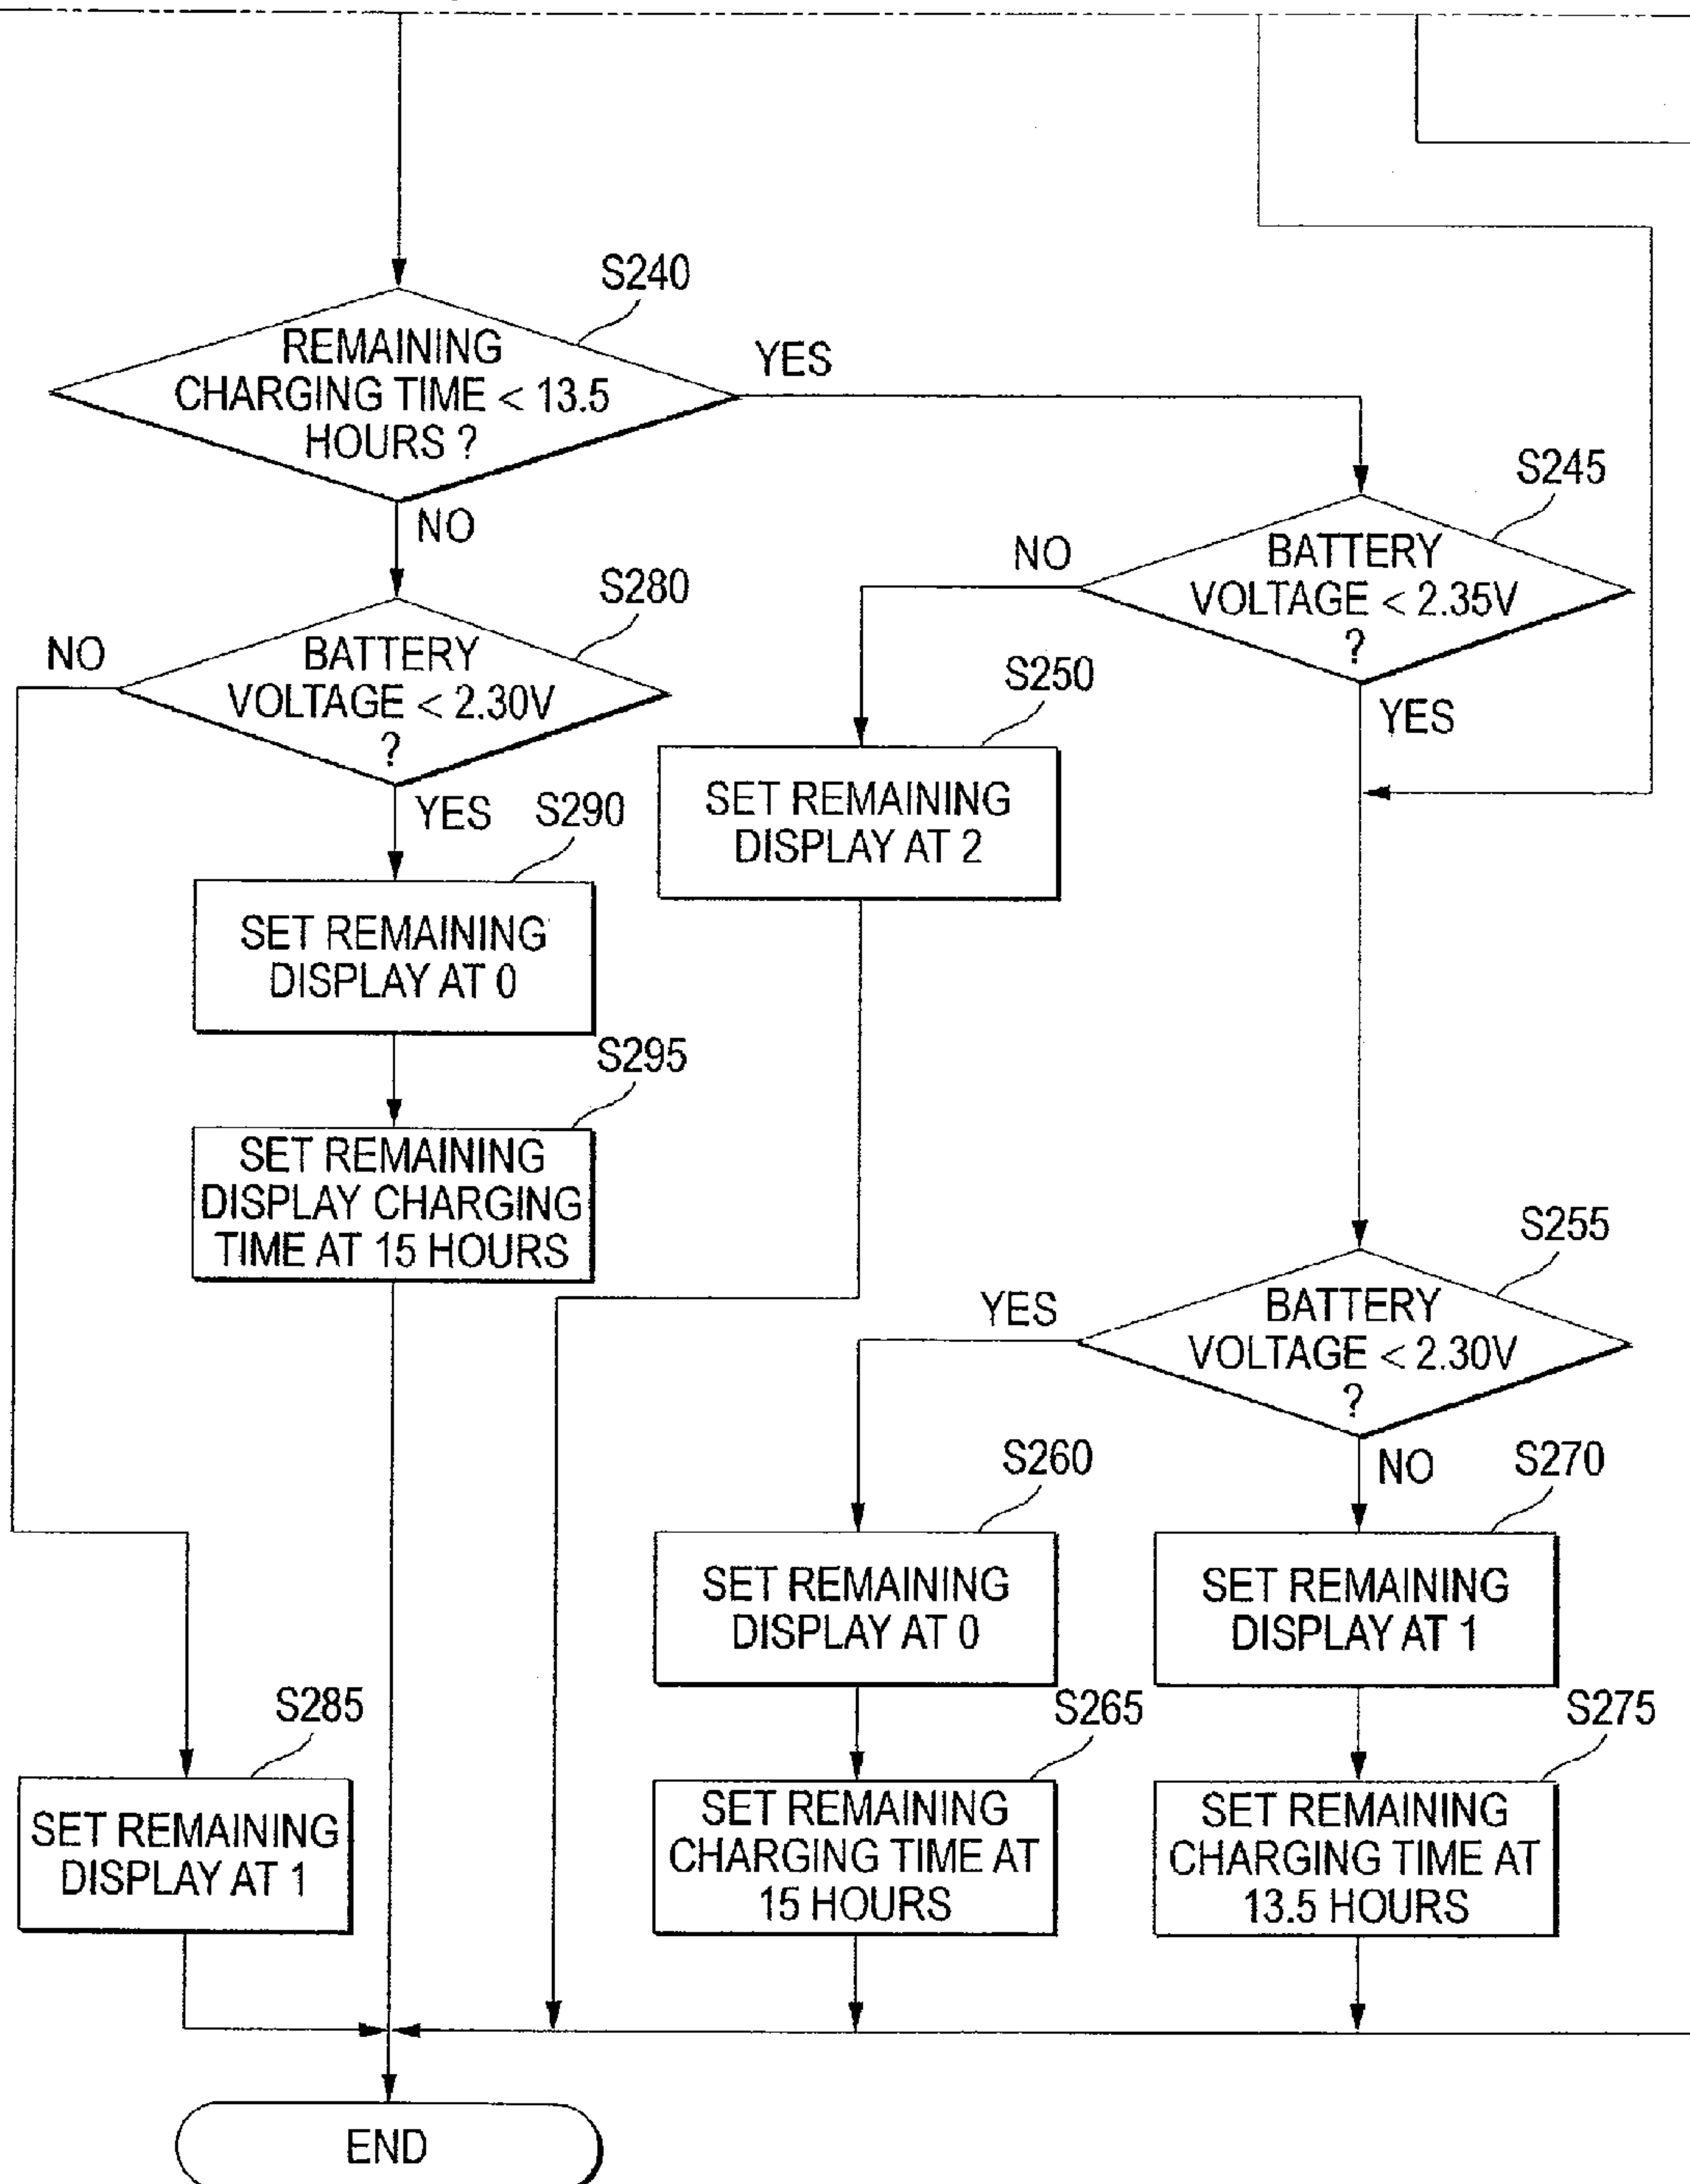 S240
REMAINING
CHARGING TIME < 13.5
HOURS ?
YES
NO
S245
BATTERY
VOLTAGE < 2.35V
?
NO
YES
S280
BATTERY
VOLTAGE < 2.30V
?
NO
YES
S250
SET REMAINING
DISPLAY AT 2
S290
SET REMAINING
DISPLAY AT 0
S295
SET REMAINING
DISPLAY CHARGING
TIME AT 15 HOURS
S255
BATTERY
VOLTAGE < 2.30V
?
YES
NO
S260
SET REMAINING
DISPLAY AT 0
S270
SET REMAINING
DISPLAY AT 1
S285
SET REMAINING
DISPLAY AT 1
S265
SET REMAINING
CHARGING TIME AT
15 HOURS
S275
SET REMAINING
CHARGING TIME AT
13.5 HOURS
END